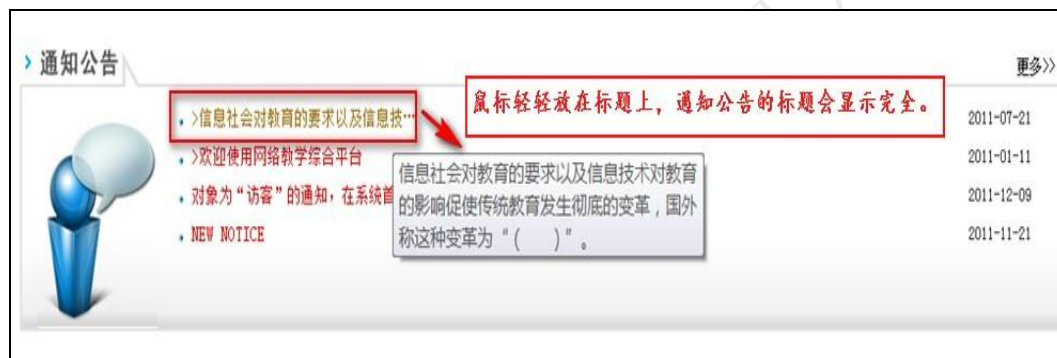 通知公告
更多>>
鼠标轻轻放在标题上，通知公告的标题会显示完全。
>信息社会对教育的要求以及信息技… 2011-07-21
>欢迎使用网络教学综合平台 2011-01-11
对象为“访客”的通知，在系统首 2011-12-09
NEW NOTICE 2011-11-21
信息社会对教育的要求以及信息技术对教育
的影响促使传统教育发生彻底的变革，国外
称这种变革为“(    )”。